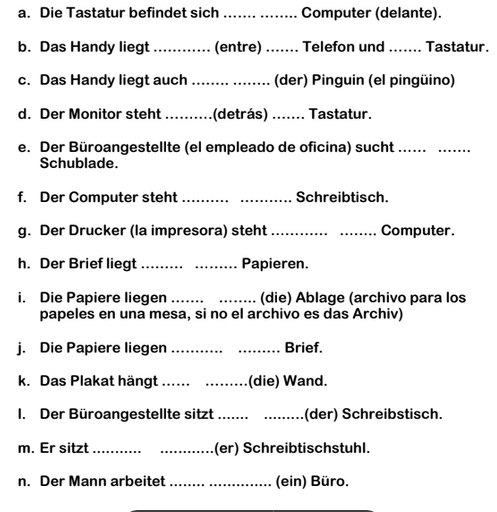 a. Die Tastatur befindet sich ....... ........ Computer (delante).
b. Das Handy liegt ............ (entre) ....... Telefon und ....... Tastatur.
c. Das Handy liegt auch ........ ........ (der) Pinguin (el pingüino)
d. Der Monitor steht ..........(detrás) ....... Tastatur.
e. Der Büroangestellte (el empleado de oficina) sucht ...... .......
Schublade.
f. Der Computer steht .......... ........... Schreibtisch.
g. Der Drucker (la impresora) steht ............ ........ Computer.
h. Der Brief liegt ......... ......... Papieren.
i. Die Papiere liegen ....... ........ (die) Ablage (archivo para los
papeles en una mesa, si no el archivo es das Archiv)
j. Die Papiere liegen ........... ......... Brief.
k. Das Plakat hängt ...... .........(die) Wand.
l. Der Büroangestellte sitzt ....... .........(der) Schreibstisch.
m. Er sitzt ........... ............(er) Schreibtischstuhl.
n. Der Mann arbeitet ........ .............. (ein) Büro.